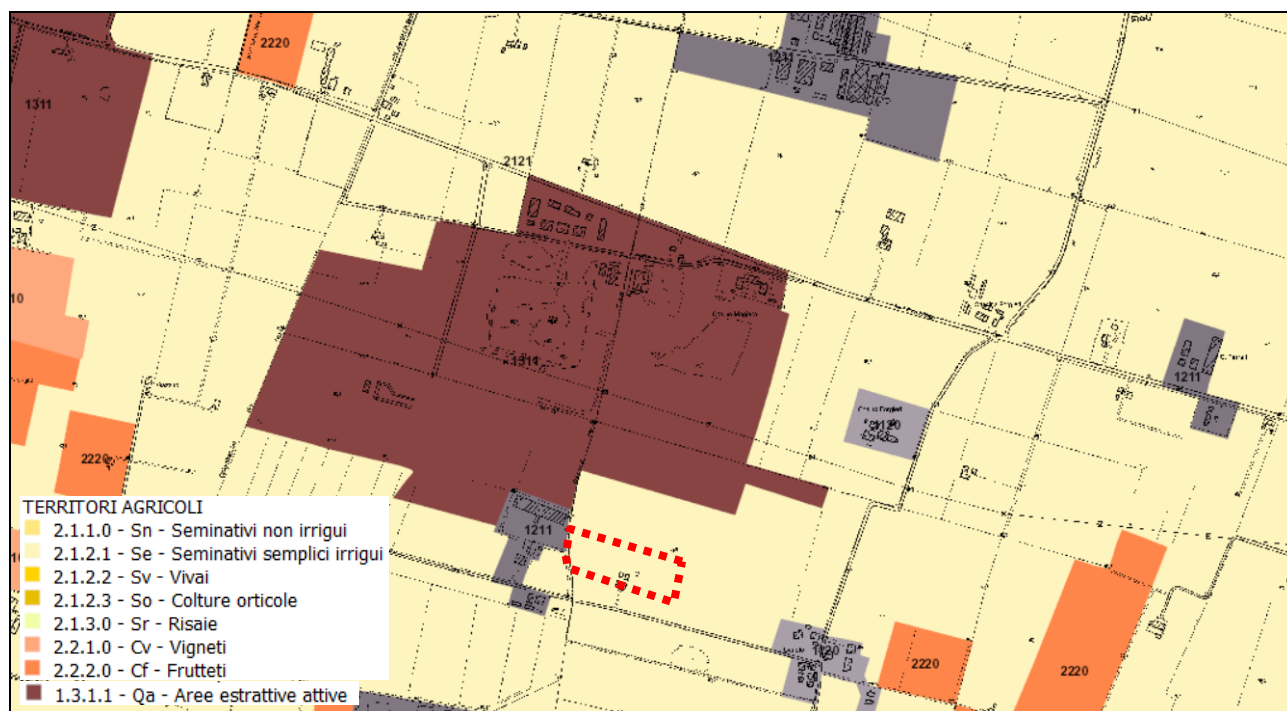 2220
1211
1311
2121
10
1311
1211
1120
2220
1211
TERRITORI AGRICOLI
2.1.1.0 - Sn - Seminativi non irrigui
2.1.2.1 - Se - Seminativi semplici irrigui
2.1.2.2 - Sv - Vivai
2.1.2.3 - So - Colture orticole
2.1.3.0 - Sr - Risaie
2.2.1.0 - Cv - Vigneti
2.2.2.0 - Cf - Frutteti
1.3.1.1 - Qa - Aree estrattive attive
1120
2220
2220